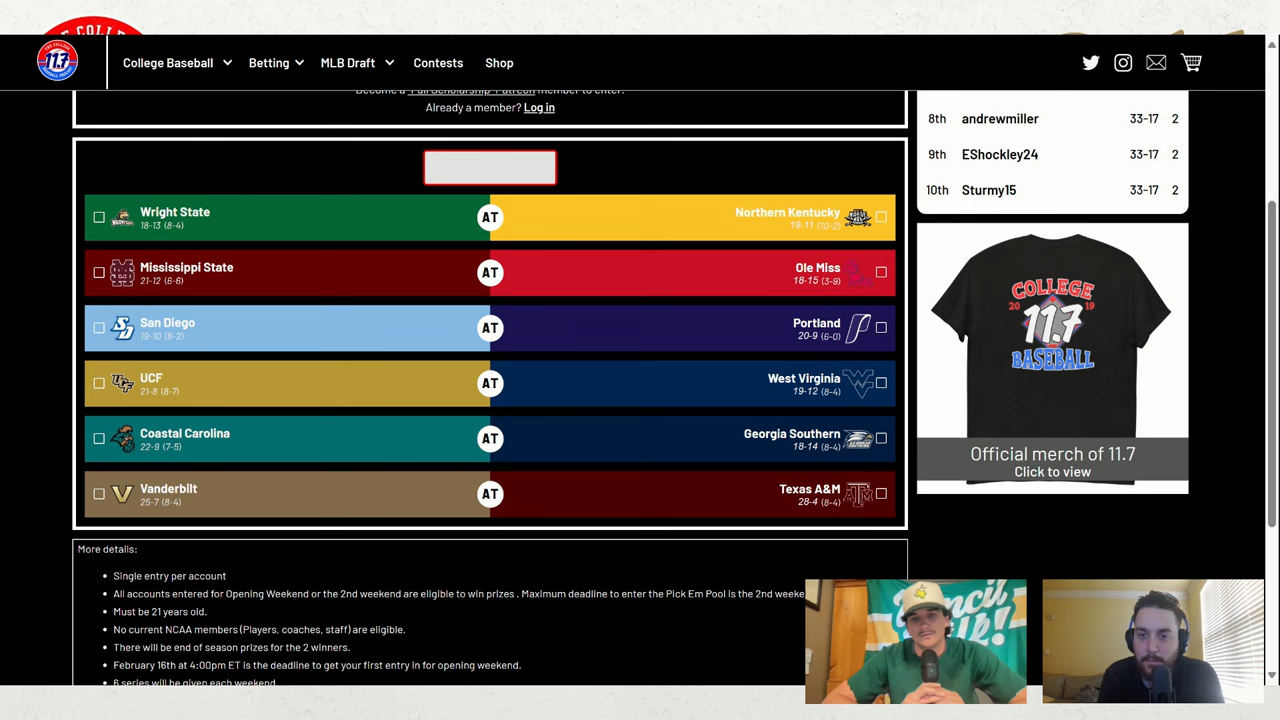 THE COLLEGE
11.7
College Baseball
Betting
MLB Draft
Contests
Shop
Become a "Full Scholarship" Patreon member to enter.
Already a member? Log in
8th andrewmiller 33-17 2
9th EShockley24 33-17 2
10th Sturmy15 33-17 2
Wright State
18-13 (8-4)
AT
Northern Kentucky
19-11 (10-2)
Mississippi State
21-12 (6-6)
AT
Ole Miss
18-15 (3-9)
San Diego
19-10 (6-2)
AT
Portland
20-9 (6-0)
UCF
21-8 (8-7)
AT
West Virginia
19-12 (8-4)
Coastal Carolina
22-9 (7-5)
AT
Georgia Southern
18-14 (8-4)
Vanderbilt
25-7 (8-4)
AT
Texas A&M
28-4 (8-4)
COLLEGE
20 19
11.7
BASEBALL
Official merch of 11.7
Click to view
More details:
Single entry per account
All accounts entered for Opening Weekend or the 2nd weekend are eligible to win prizes . Maximum deadline to enter the Pick Em Pool is the 2nd weeke
Must be 21 years old.
No current NCAA members (Players, coaches, staff) are eligible.
There will be end of season prizes for the 2 winners.
February 16th at 4:00pm ET is the deadline to get your first entry in for opening weekend.
6 series will be given each weekend